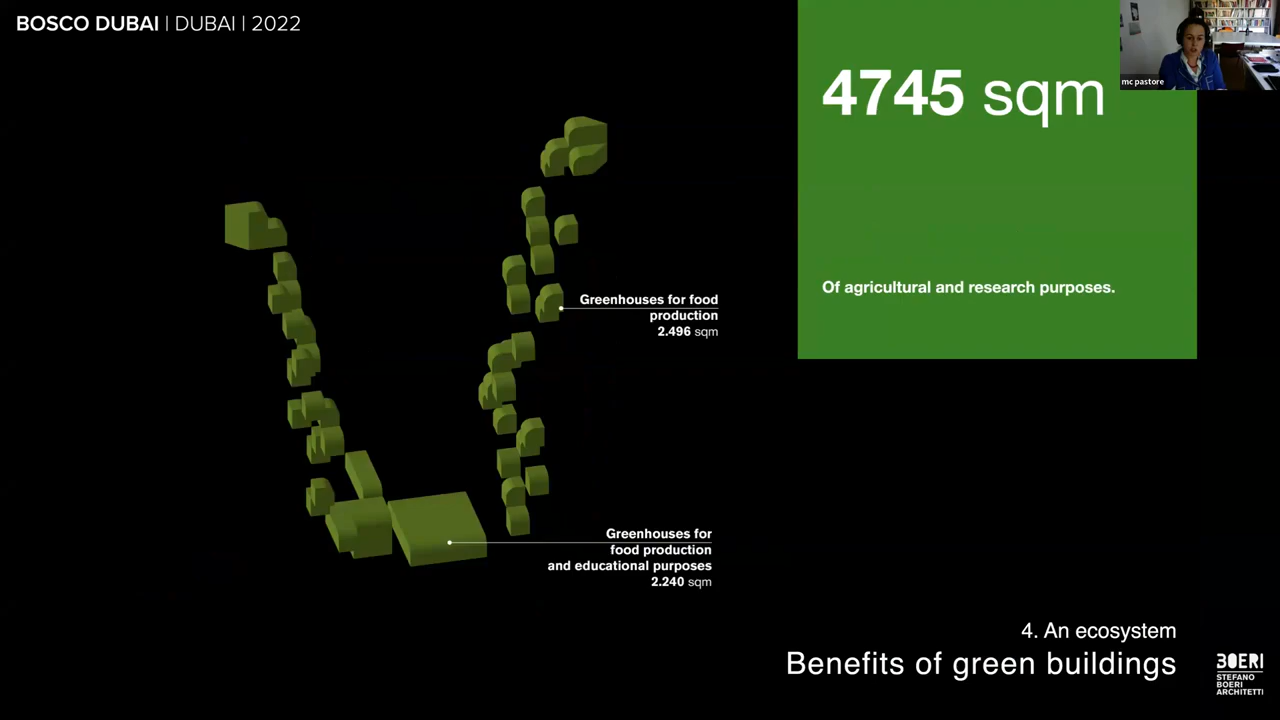 BOSCO DUBAI | DUBAI | 2022
4745 sqm
mc pastore
Of agricultural and research purposes.
Greenhouses for food
production
2.496 sqm
Greenhouses for
food production
and educational purposes
2.240 sqm
4. An ecosystem
Benefits of green buildings
BOERI
STEFANO
BOERI
ARCHITETTI